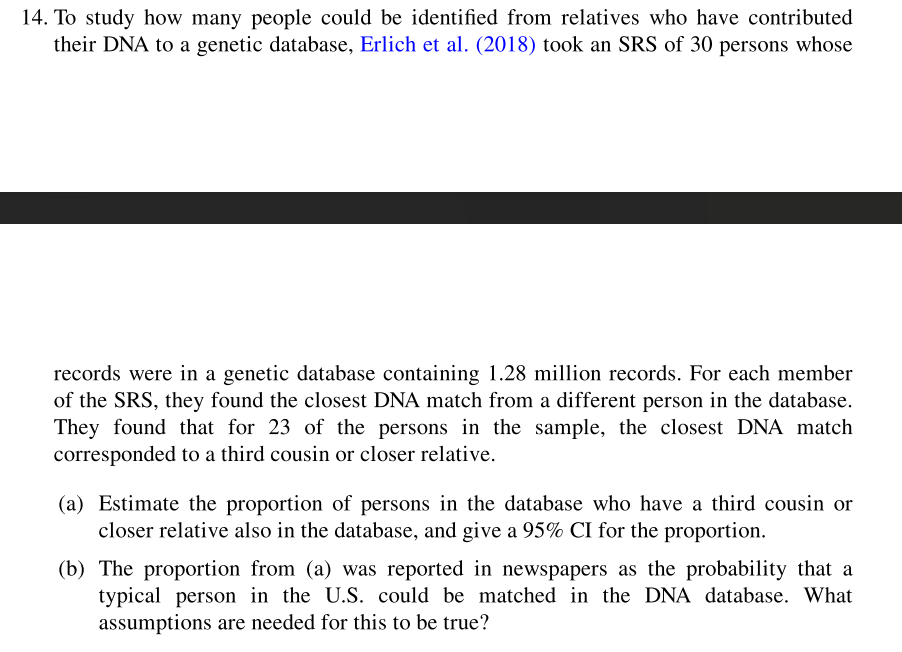 14. To study how many people could be identified from relatives who have contributed
their DNA to a genetic database, Erlich et al. (2018) took an SRS of 30 persons whose
records were in a genetic database containing 1.28 million records. For each member
of the SRS, they found the closest DNA match from a different person in the database.
They found that for 23 of the persons in the sample, the closest DNA match
corresponded to a third cousin or closer relative.
(a) Estimate the proportion of persons in the database who have a third cousin or
closer relative also in the database, and give a 95% CI for the proportion.
(b) The proportion from (a) was reported in newspapers as the probability that a
typical person in the U.S. could be matched in the DNA database. What
assumptions are needed for this to be true?